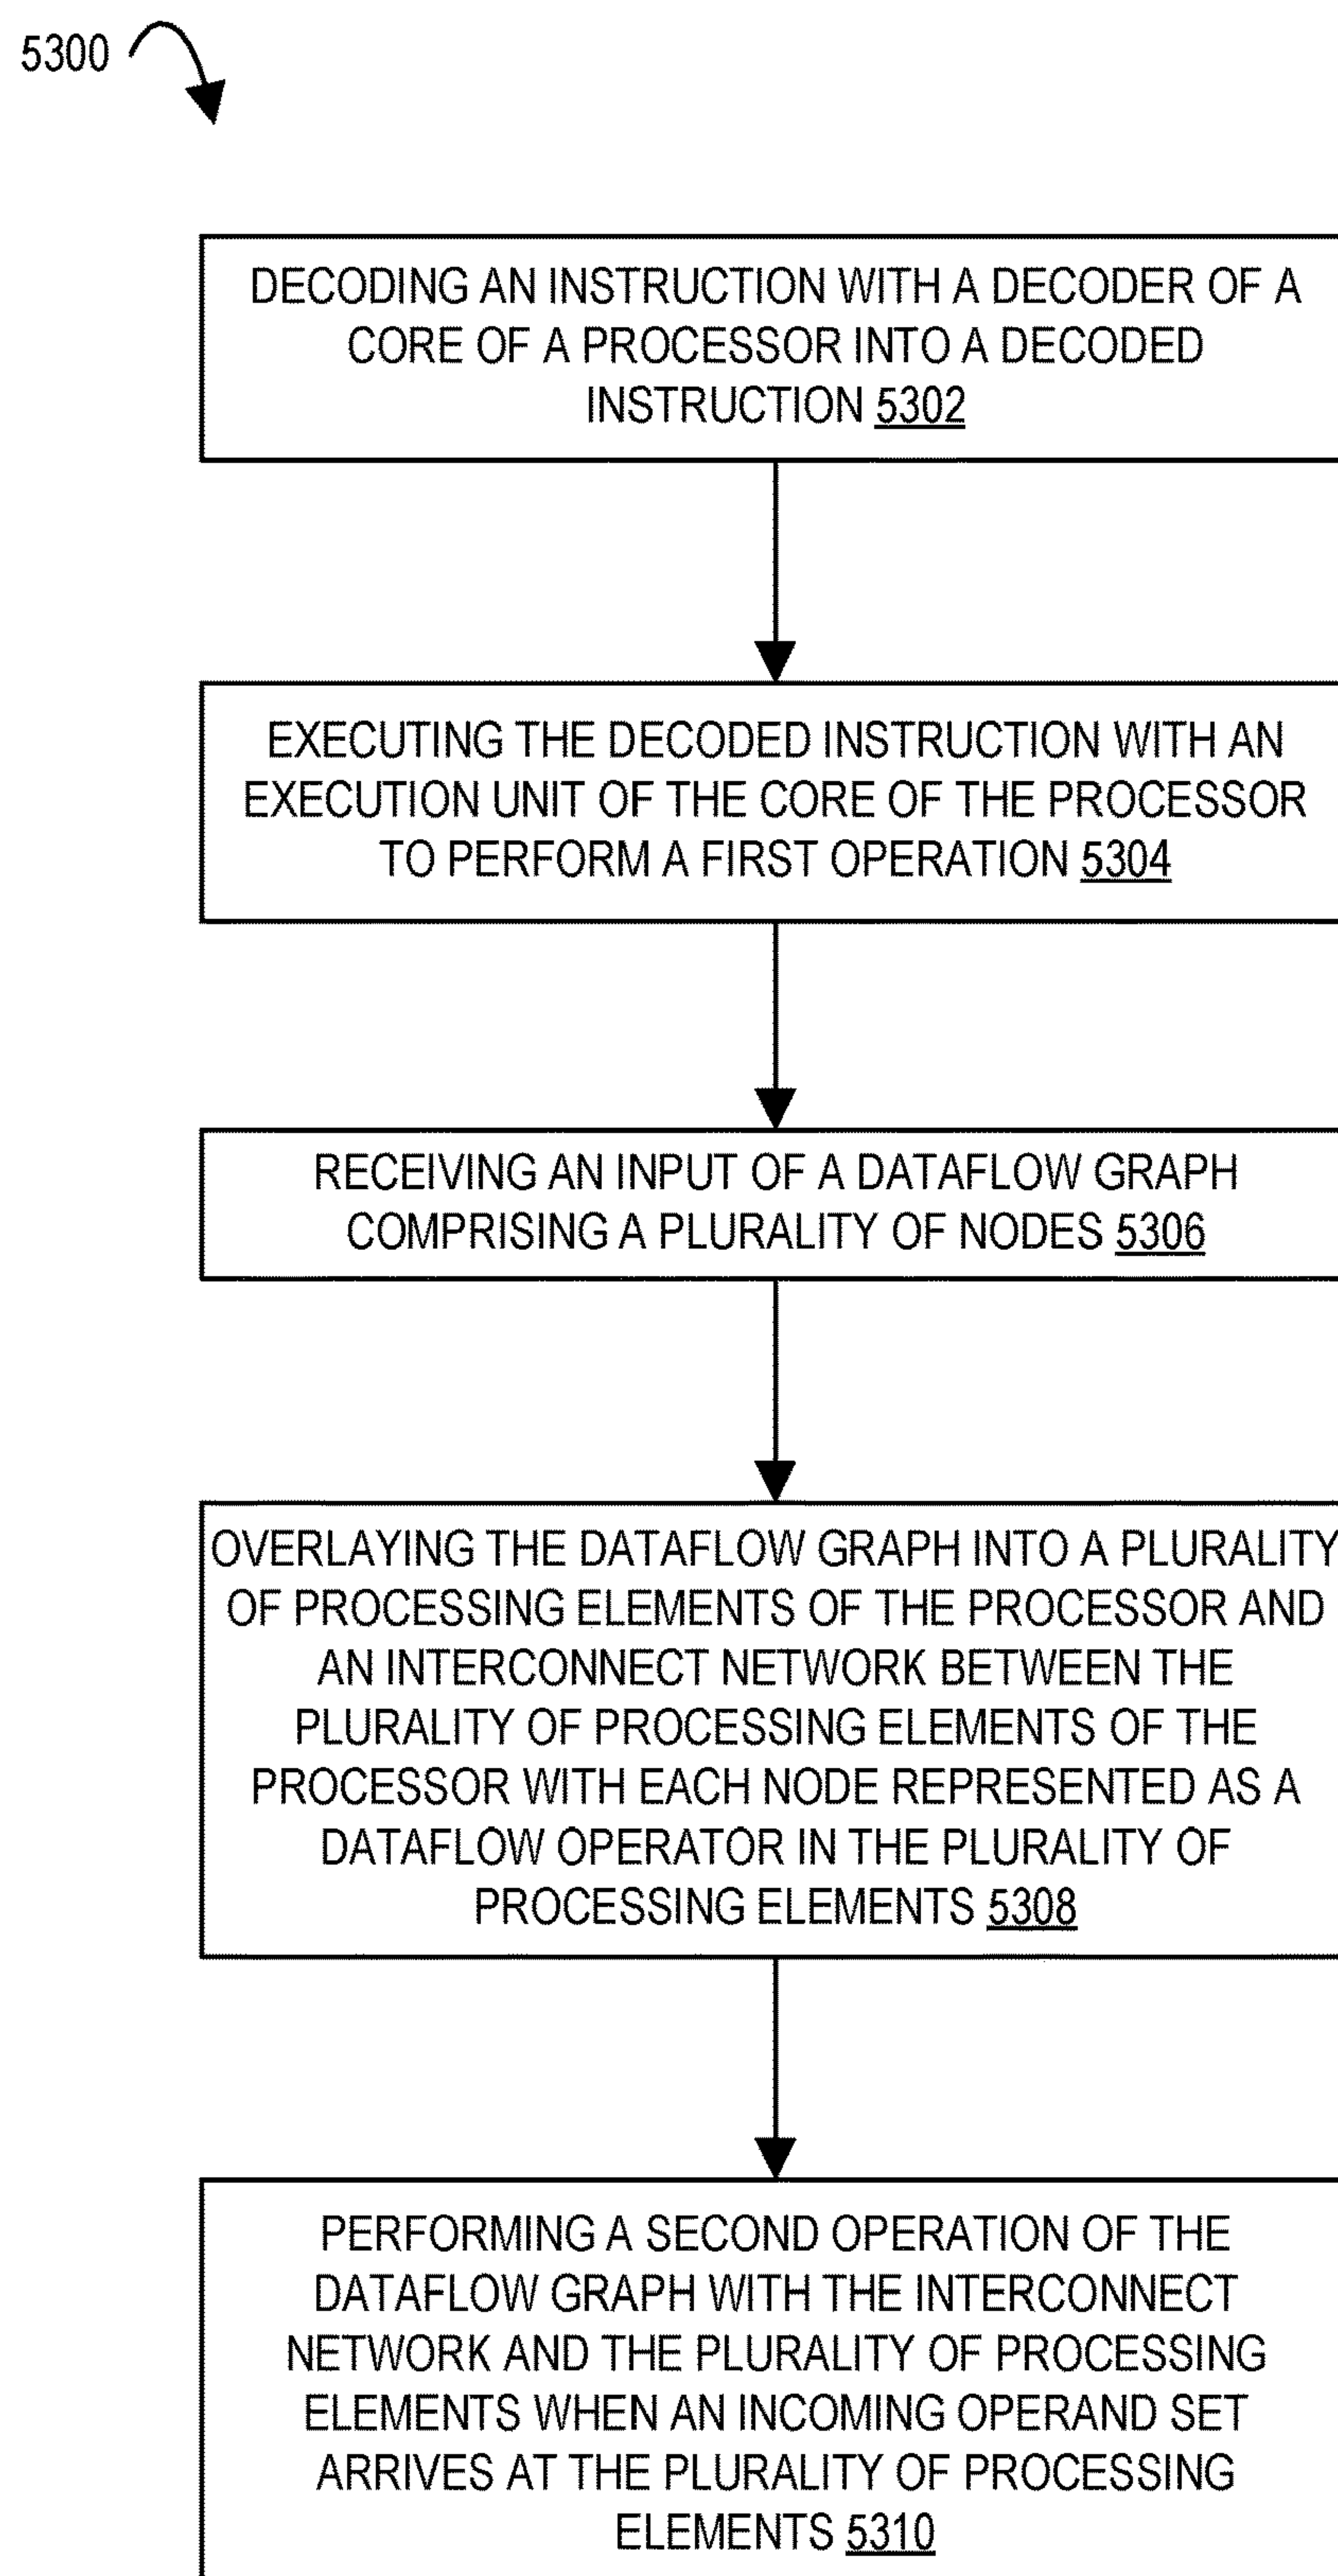 5300
DECODING AN INSTRUCTION WITH A DECODER OF A
CORE OF A PROCESSOR INTO A DECODED
INSTRUCTION 5302
EXECUTING THE DECODED INSTRUCTION WITH AN
EXECUTION UNIT OF THE CORE OF THE PROCESSOR
TO PERFORM A FIRST OPERATION 5304
RECEIVING AN INPUT OF A DATAFLOW GRAPH
COMPRISING A PLURALITY OF NODES 5306
OVERLAYING THE DATAFLOW GRAPH INTO A PLURALITY
OF PROCESSING ELEMENTS OF THE PROCESSOR AND
AN INTERCONNECT NETWORK BETWEEN THE
PLURALITY OF PROCESSING ELEMENTS OF THE
PROCESSOR WITH EACH NODE REPRESENTED AS A
DATAFLOW OPERATOR IN THE PLURALITY OF
PROCESSING ELEMENTS 5308
PERFORMING A SECOND OPERATION OF THE
DATAFLOW GRAPH WITH THE INTERCONNECT
NETWORK AND THE PLURALITY OF PROCESSING
ELEMENTS WHEN AN INCOMING OPERAND SET
ARRIVES AT THE PLURALITY OF PROCESSING
ELEMENTS 5310